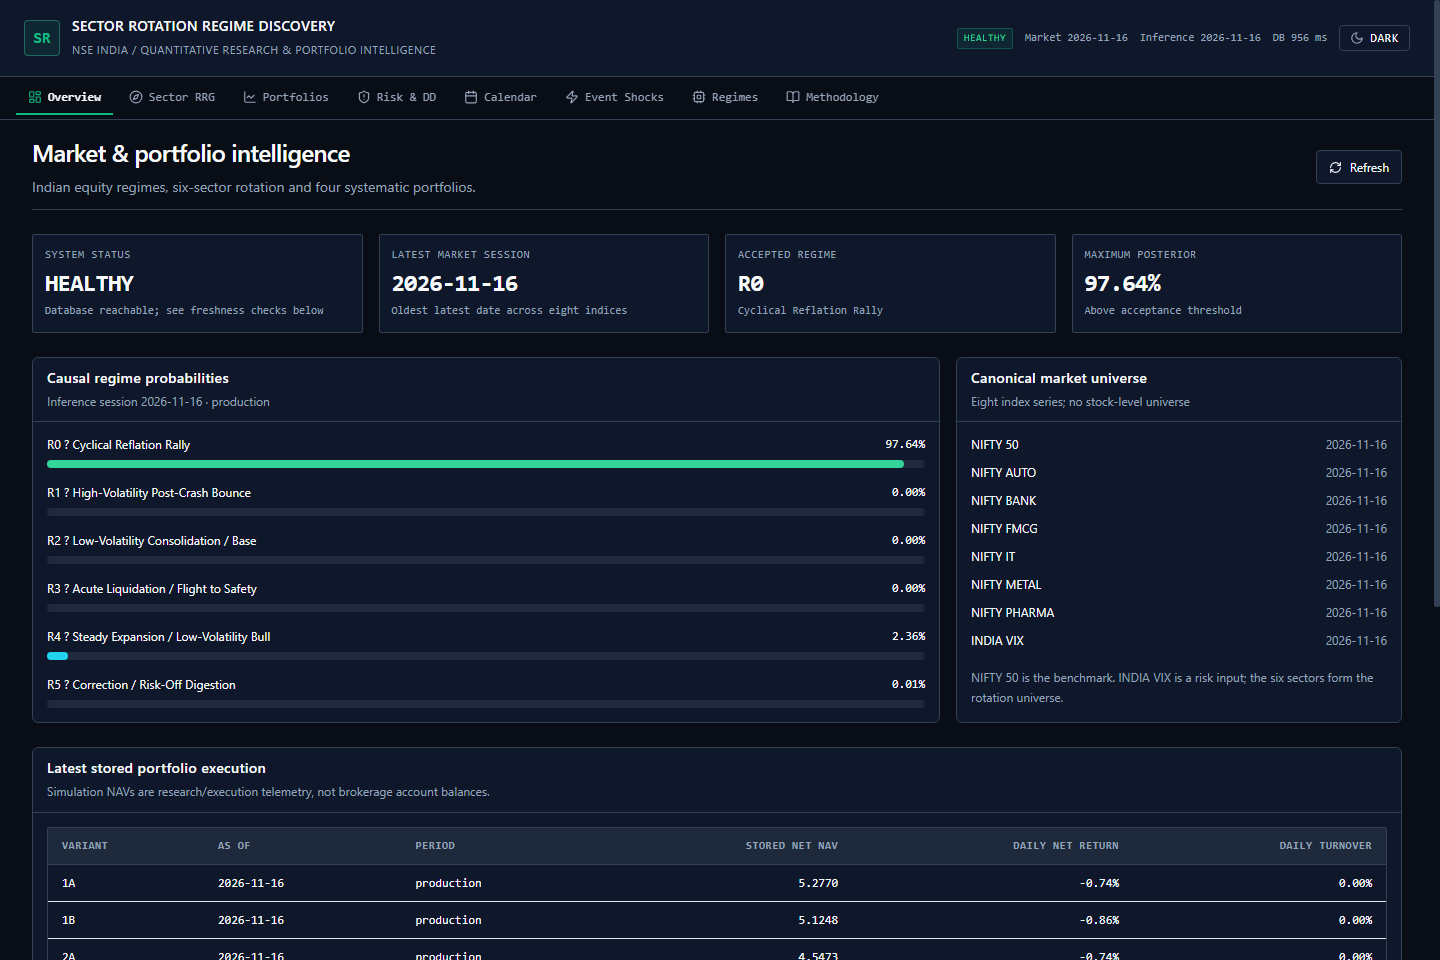 SR
SECTOR ROTATION REGIME DISCOVERY
NSE INDIA / QUANTITATIVE RESEARCH & PORTFOLIO INTELLIGENCE
HEALTHY Market 2026-11-16 Inference 2026-11-16 DB 956 ms DARK
Overview Sector RRG Portfolios Risk & DD Calendar Event Shocks Regimes Methodology
Market & portfolio intelligence
Indian equity regimes, six-sector rotation and four systematic portfolios.
Refresh
SYSTEM STATUS
HEALTHY
Database reachable; see freshness checks below
LATEST MARKET SESSION
2026-11-16
Oldest latest date across eight indices
ACCEPTED REGIME
R0
Cyclical Reflation Rally
MAXIMUM POSTERIOR
97.64%
Above acceptance threshold
Causal regime probabilities
Inference session 2026-11-16 · production
R0 ? Cyclical Reflation Rally 97.64%
R1 ? High-Volatility Post-Crash Bounce 0.00%
R2 ? Low-Volatility Consolidation / Base 0.00%
R3 ? Acute Liquidation / Flight to Safety 0.00%
R4 ? Steady Expansion / Low-Volatility Bull 2.36%
R5 ? Correction / Risk-Off Digestion 0.01%
Canonical market universe
Eight index series; no stock-level universe
NIFTY 50 2026-11-16
NIFTY AUTO 2026-11-16
NIFTY BANK 2026-11-16
NIFTY FMCG 2026-11-16
NIFTY IT 2026-11-16
NIFTY METAL 2026-11-16
NIFTY PHARMA 2026-11-16
INDIA VIX 2026-11-16
NIFTY 50 is the benchmark. INDIA VIX is a risk input; the six sectors form the
rotation universe.
Latest stored portfolio execution
Simulation NAVs are research/execution telemetry, not brokerage account balances.
VARIANT AS OF PERIOD STORED NET NAV DAILY NET RETURN DAILY TURNOVER
1A 2026-11-16 production 5.2770 -0.74% 0.00%
1B 2026-11-16 production 5.1248 -0.86% 0.00%
2A 2026-11-16 production 4.5473 -0.74% 0.00%